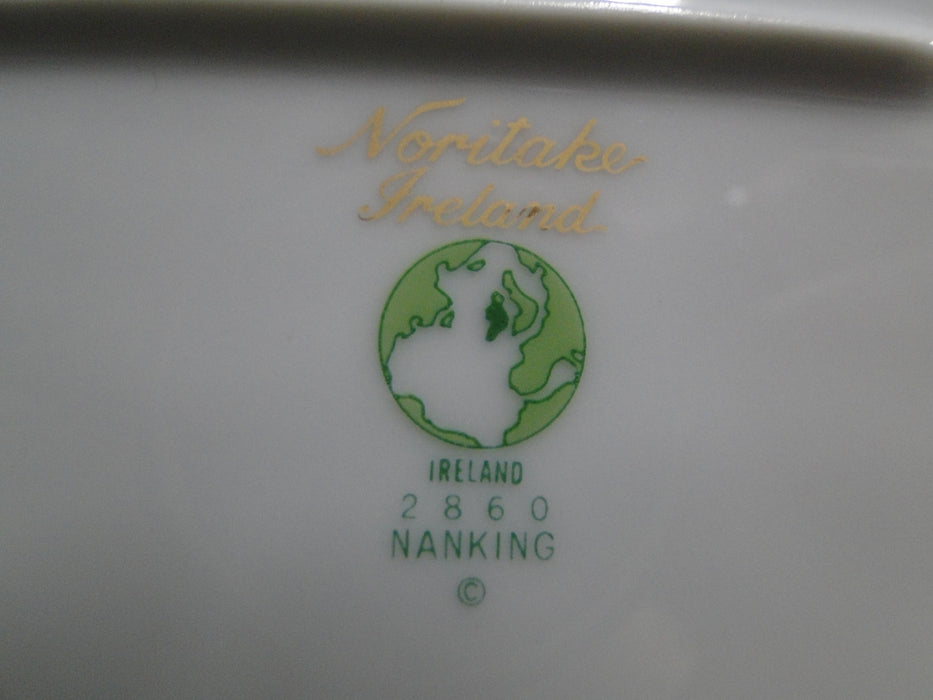 Noritake
Ireland
IRELAND
2860
NANKING
©